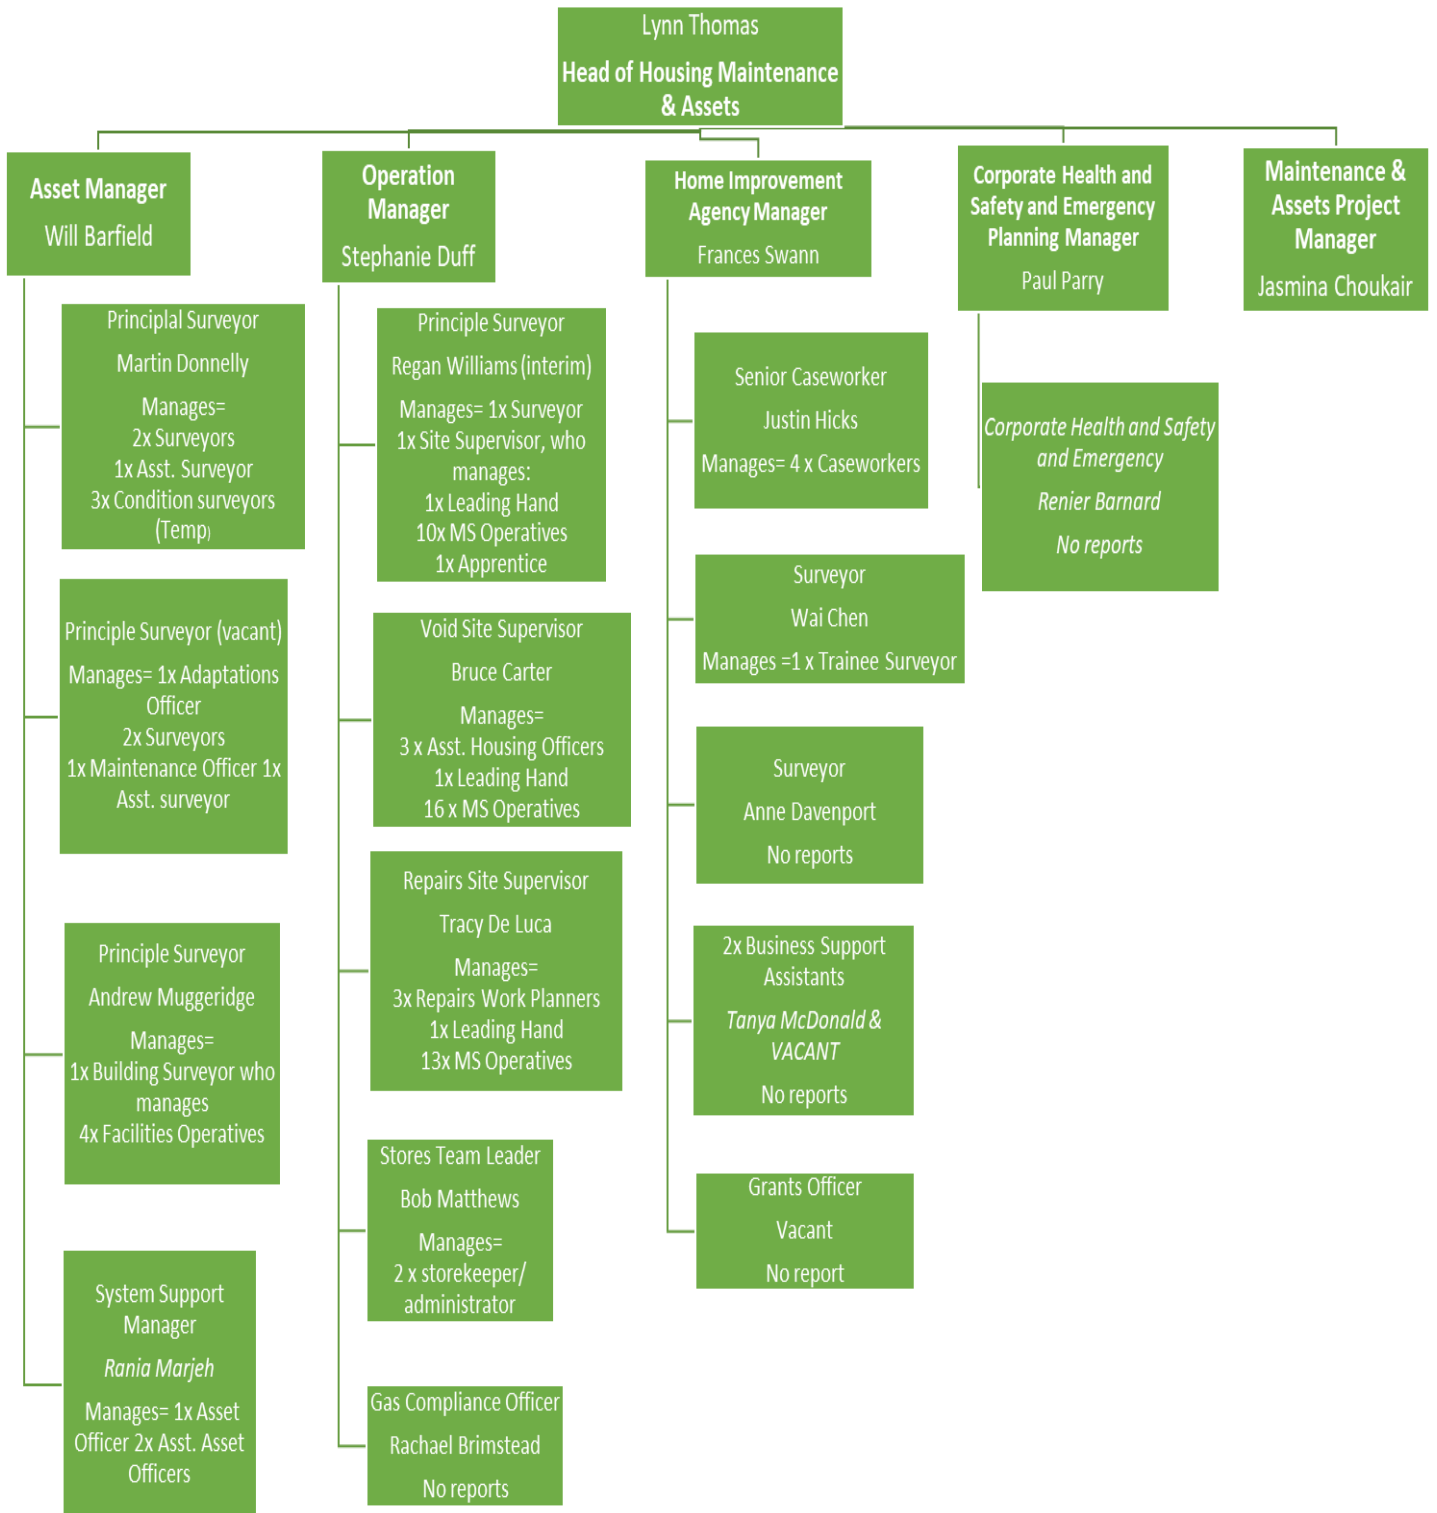 Lynn Thomas
Head of Housing Maintenance
& Assets
Asset Manager
Will Barfield
Operation
Manager
Stephanie Duff
Home Improvement
Agency Manager
Frances Swann
Corporate Health and
Safety and Emergency
Planning Manager
Paul Parry
Maintenance &
Assets Project
Manager
Jasmina Choukair
Principlal Surveyor
Martin Donnelly
Manages=
2x Surveyors
1x Asst. Surveyor
3x Condition surveyors
(Temp)
Principle Surveyor (vacant)
Manages= 1x Adaptations
Officer
2x Surveyors
1x Maintenance Officer 1x
Asst. surveyor
Principle Surveyor
Andrew Muggeridge
Manages=
1x Building Surveyor who
manages
4x Facilities Operatives
System Support
Manager
Rania Marjeh
Manages= 1x Asset
Officer 2x Asst. Asset
Officers
Principle Surveyor
Regan Williams (interim)
Manages= 1x Surveyor
1x Site Supervisor, who
manages:
1x Leading Hand
10x MS Operatives
1x Apprentice
Void Site Supervisor
Bruce Carter
Manages=
3 x Asst. Housing Officers
1x Leading Hand
16 x MS Operatives
Repairs Site Supervisor
Tracy De Luca
Manages=
3x Repairs Work Planners
1x Leading Hand
13x MS Operatives
Stores Team Leader
Bob Matthews
Manages=
2 x storekeeper/
administrator
Gas Compliance Officer
Rachael Brimstead
No reports
Senior Caseworker
Justin Hicks
Manages= 4 x Caseworkers
Surveyor
Wai Chen
Manages =1 x Trainee Surveyor
Surveyor
Anne Davenport
No reports
2x Business Support
Assistants
Tanya McDonald &
VACANT
No reports
Grants Officer
Vacant
No report
Corporate Health and Safety
and Emergency
Renier Barnard
No reports